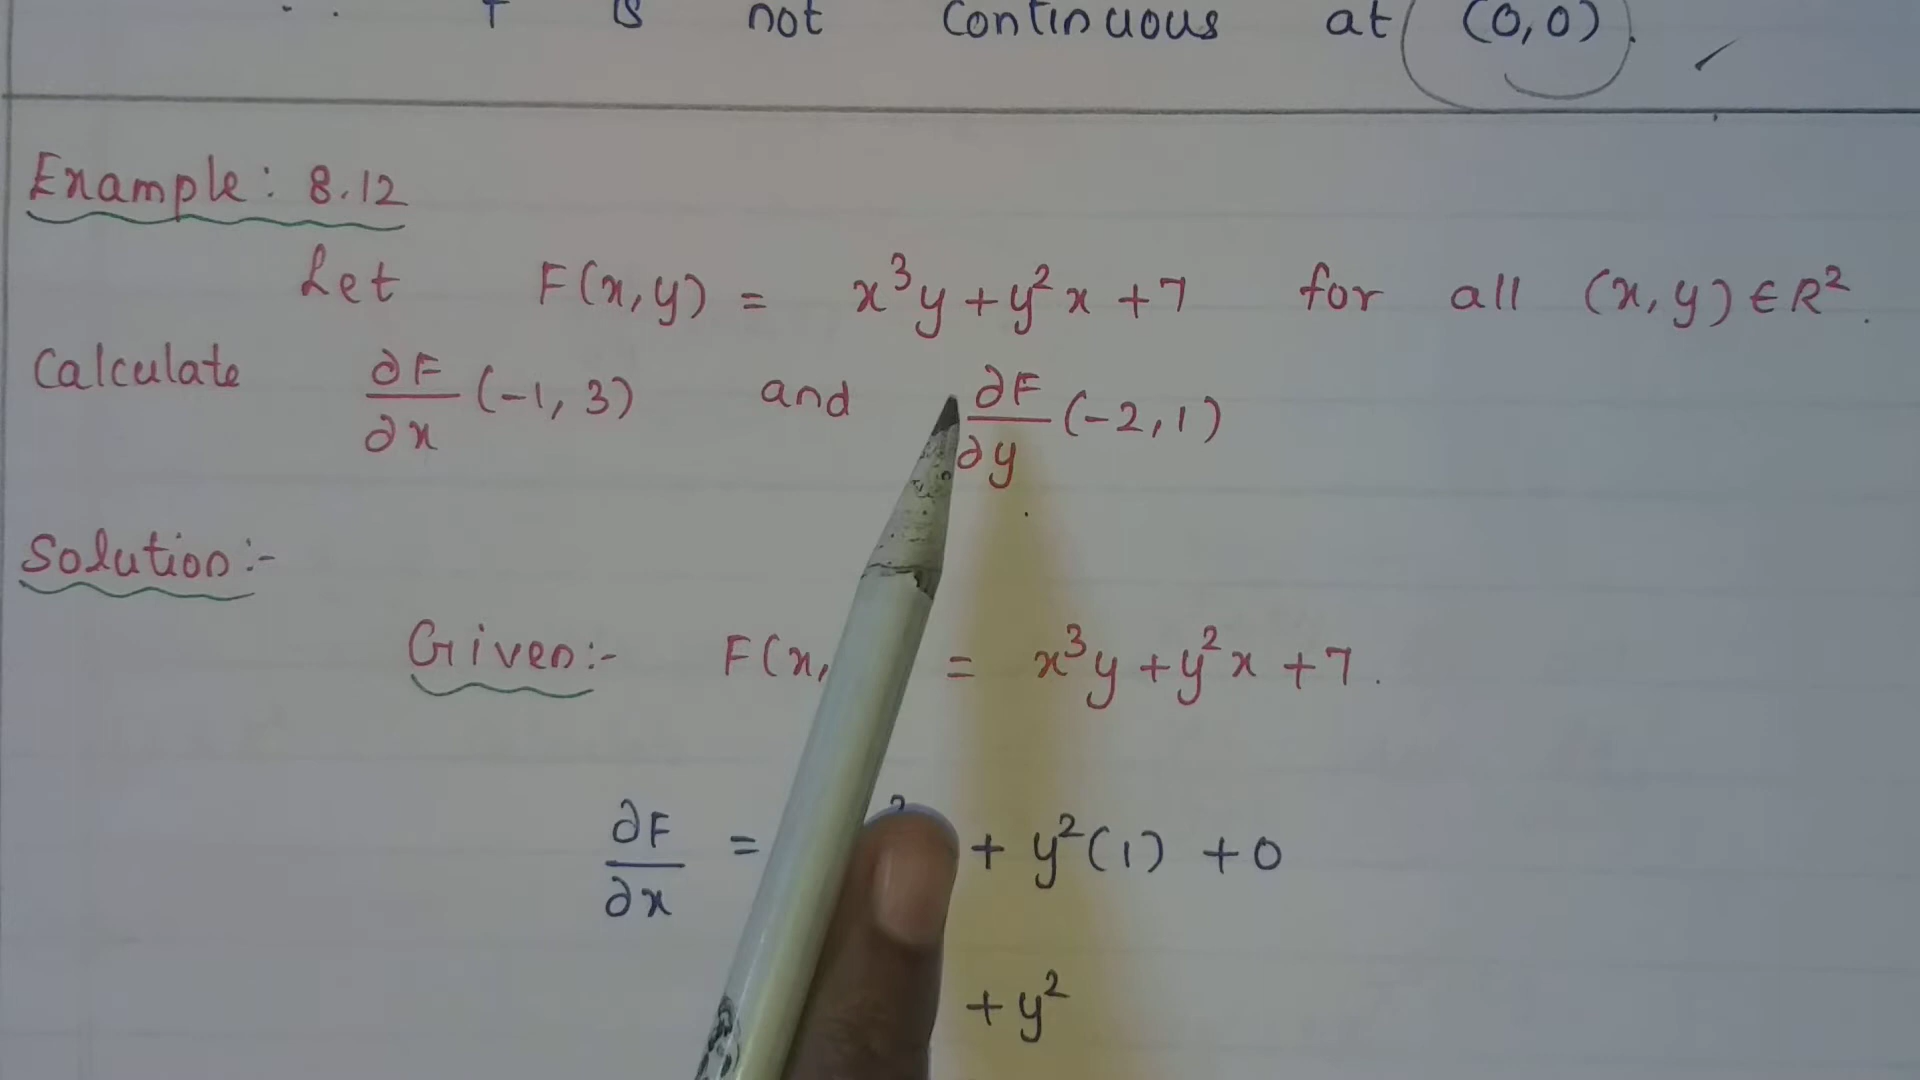 is not continuous at (0,0).
Example: 8.12
Let F(x,y) = x³y + y²x + 7 for all (x,y) ∈ R².
Calculate ∂F/∂x (-1, 3) and ∂F/∂y (-2, 1)
Solution:-
Given:- F(x, = x³y + y²x + 7.
∂F/∂x = + y²(1) + 0
+ y²